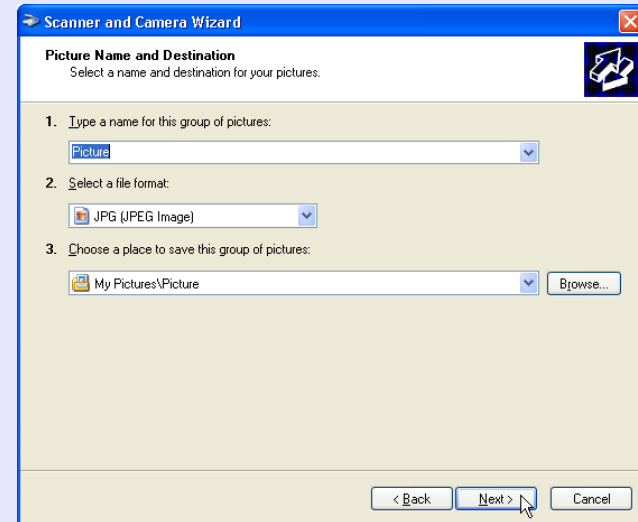 Scanner and Camera Wizard
Picture Name and Destination
Select a name and destination for your pictures.
1. Type a name for this group of pictures:
Picture
2. Select a file format:
JPG (JPEG Image)
3. Choose a place to save this group of pictures:
My Pictures\Picture
Browse...
< Back Next > Cancel